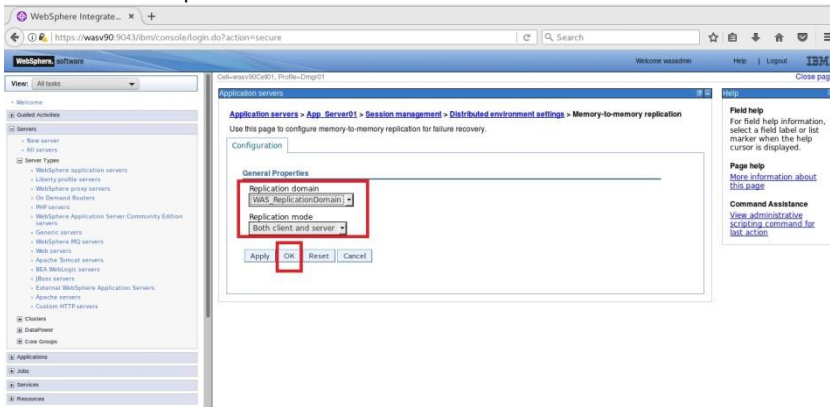 WebSphere Integrate...
https://wasv90:9043/ibm/console/login.do?action=secure
Search
WebSphere. software
Welcome wasadmin
Help | Logout
IBM
View: All tasks
Cell=wasv90Cell01, Profile=Dmgr01
Close page
Welcome
Guided Activities
Servers
New server
All servers
Server Types
WebSphere application servers
Liberty profile servers
WebSphere proxy servers
On Demand Routers
PHP servers
WebSphere Application Server Community Edition
servers
Generic servers
WebSphere MQ servers
Web servers
Apache Tomcat servers
BEA WebLogic servers
JBoss servers
External WebSphere Application Servers
Apache servers
Custom HTTP servers
Clusters
DataPower
Core Groups
Applications
Jobs
Services
Resources
Application servers
Application servers > App_Server01 > Session management > Distributed environment settings > Memory-to-memory replication
Use this page to configure memory-to-memory replication for failure recovery.
Configuration
General Properties
Replication domain
WAS_ReplicationDomain
Replication mode
Both client and server
Apply OK Reset Cancel
Help
Field help
For field help information,
select a field label or list
marker when the help
cursor is displayed.
Page help
More information about
this page
Command Assistance
View administrative
scripting command for
last action